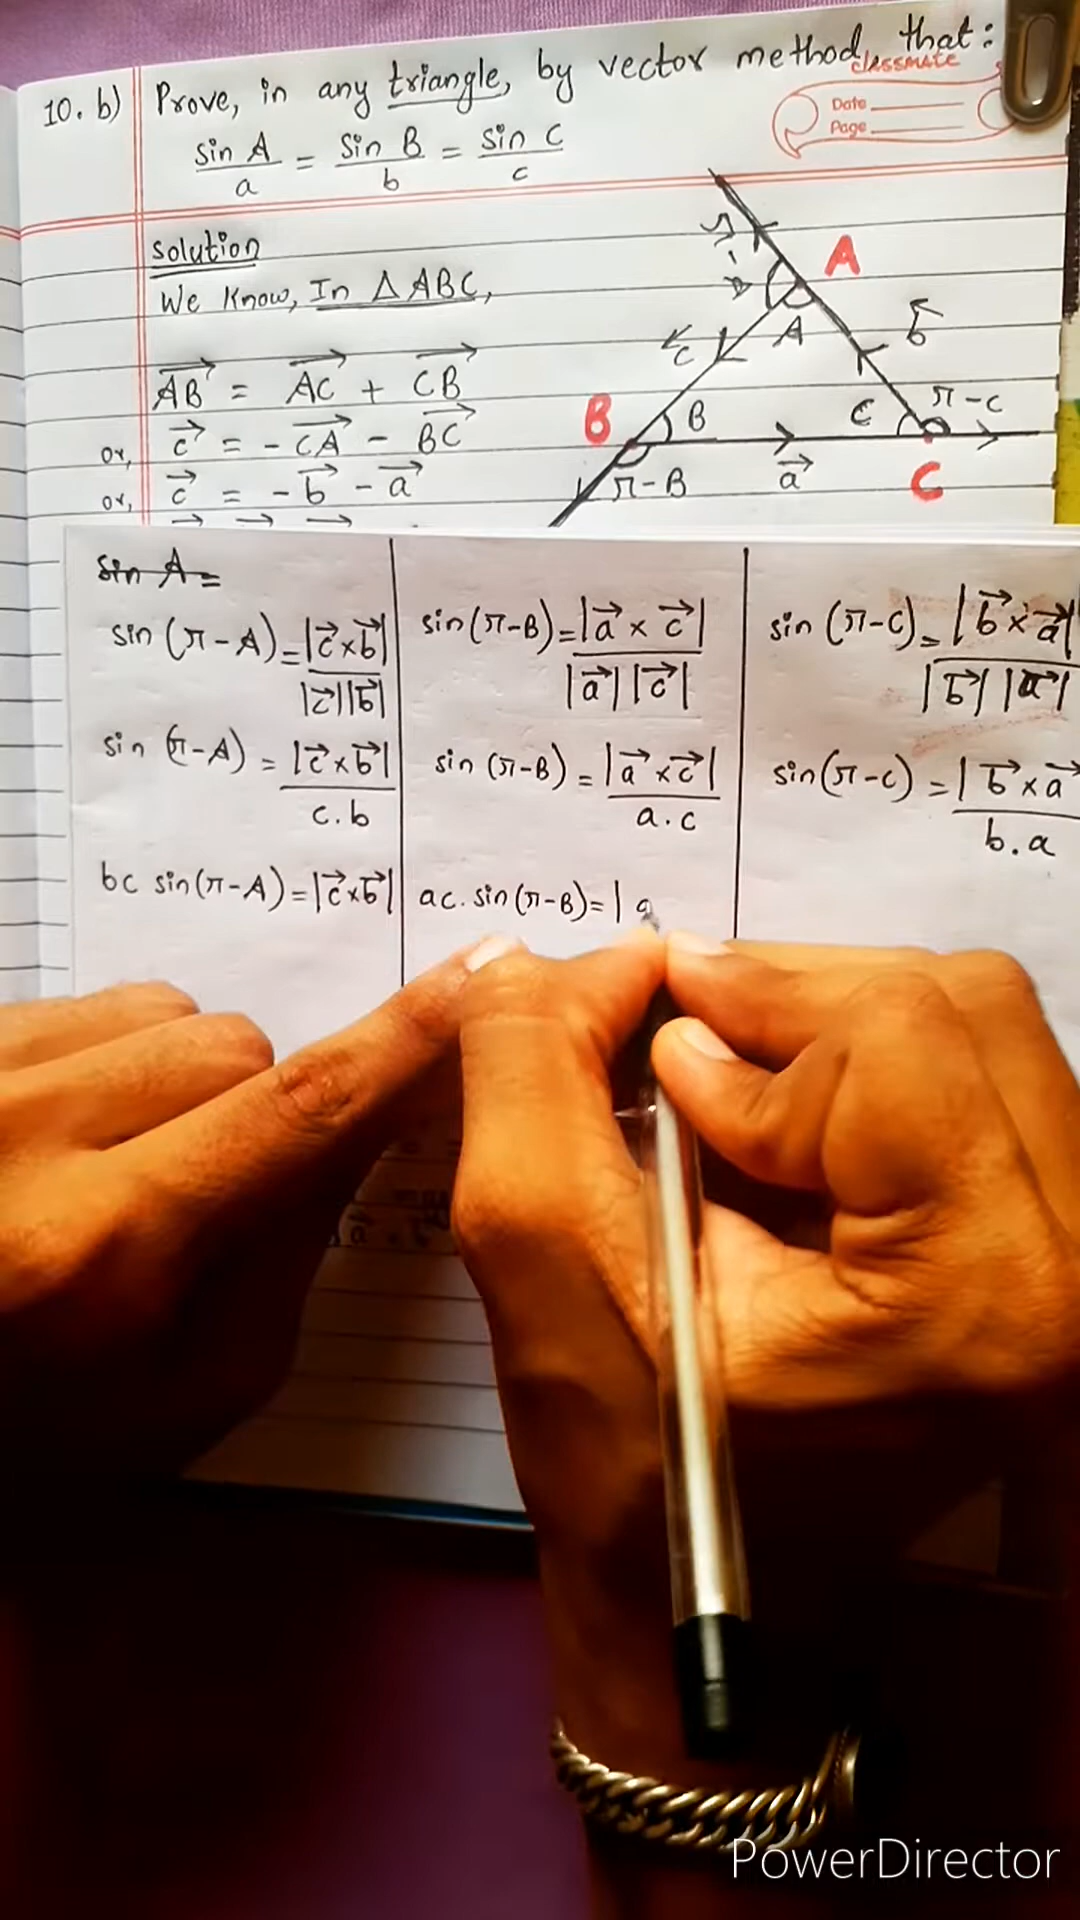 10. b) Prove, in any triangle, by vector method, that:
classmate
Date
Page
sin A/a = sin B/b = sin C/c
solution
We Know, In △ABC,
AB→ = AC→ + CB→
or, c→ = -CA→ - BC→
or, c→ = -b→ - a→
π-A
A
A
b→
c→
B
B
π-B
a→
C
π-C
C
sin A =
sin (π-A) = |c→×b→| / |c→||b→|
sin (π-A) = |c→×b→| / c.b
bc sin(π-A) = |c→×b→|
sin(π-B) = |a→ × c→| / |a→| |c→|
sin (π-B) = |a→ ×c→| / a.c
ac. sin(π-B) = | a
sin (π-C) = |b→×a→| / |b→| |a→|
sin(π-C) = | b→×a→ / b.a
PowerDirector